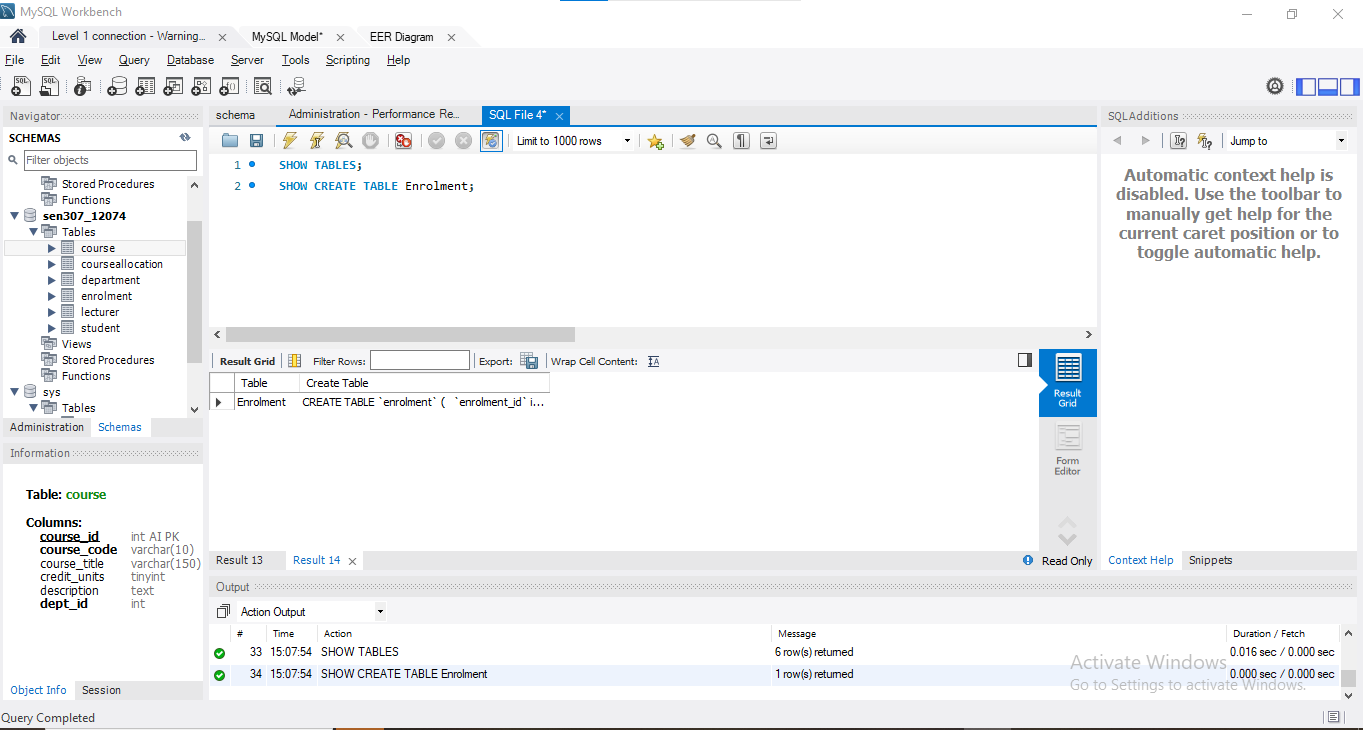 MySQL Workbench
Level 1 connection - Warning...
MySQL Model*
EER Diagram
File Edit View Query Database Server Tools Scripting Help
Navigator
SCHEMAS
Filter objects
Stored Procedures
Functions
sen307_12074
Tables
course
courseallocation
department
enrolment
lecturer
student
Views
Stored Procedures
Functions
sys
Tables
Administration Schemas
Information
Table: course
Columns:
course_id int AI PK
course_code varchar(10)
course_title varchar(150)
credit_units tinyint
description text
dept_id int
Object Info Session
Query Completed
schema
Administration - Performance Re...
SQL File 4*
Limit to 1000 rows
1 SHOW TABLES;
2 SHOW CREATE TABLE Enrolment;
Result Grid Filter Rows: Export: Wrap Cell Content:
Table Create Table
Enrolment CREATE TABLE `enrolment` ( `enrolment_id` i...
Result
Grid
Form
Editor
Result 13 Result 14
Read Only
Output
Action Output
# Time Action Message Duration / Fetch
33 15:07:54 SHOW TABLES 6 row(s) returned 0.016 sec / 0.000 sec
34 15:07:54 SHOW CREATE TABLE Enrolment 1 row(s) returned 0.000 sec / 0.000 sec
SQLAdditions
Jump to
Automatic context help is
disabled. Use the toolbar to
manually get help for the
current caret position or to
toggle automatic help.
Context Help Snippets
Activate Windows
Go to Settings to activate Windows.